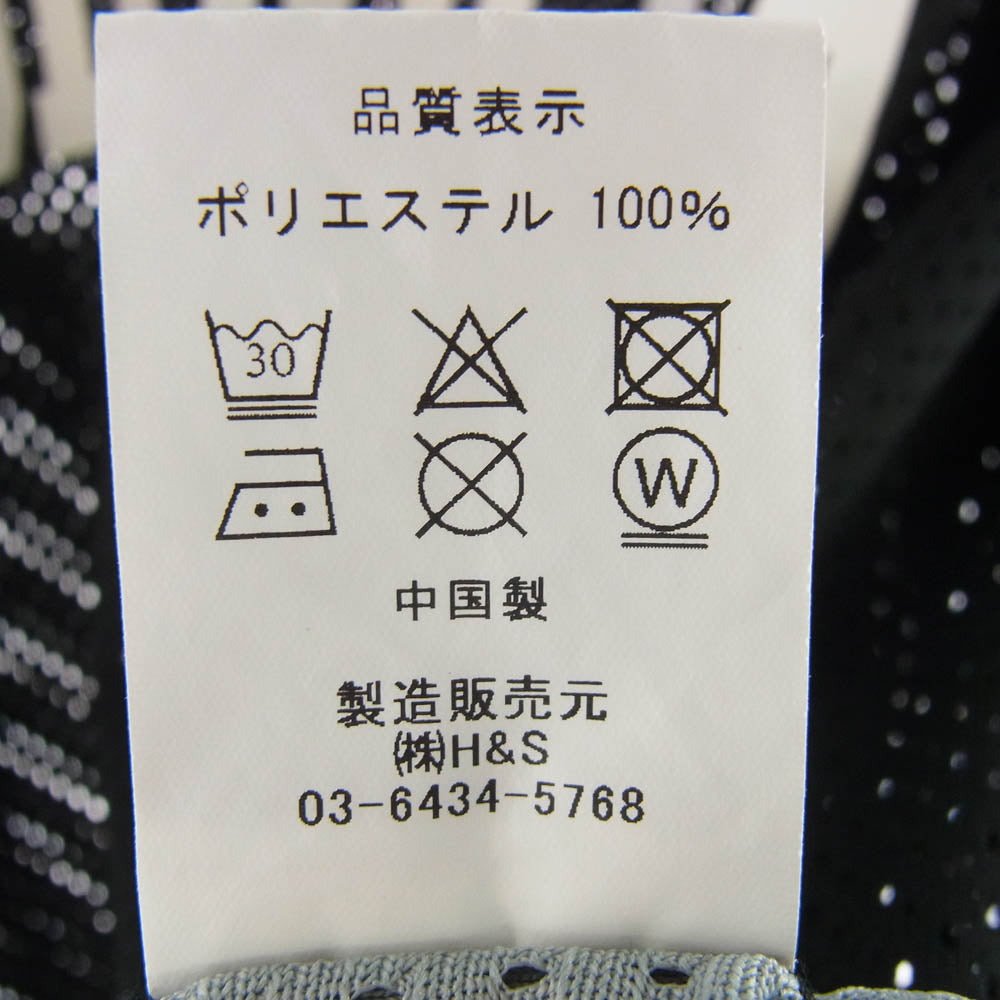 品質表示
ポリエステル 100%
30
W
中国製
製造販売元
㈱H&S
03-6434-5768